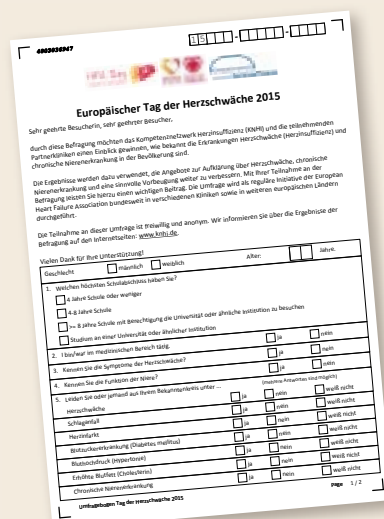 4003036947
15 - -
Europäischer Tag der Herzschwäche 2015
Sehr geehrte Besucherin, sehr geehrter Besucher,
durch diese Befragung möchten das Kompetenznetzwerk Herzinsuffizienz (KNHI) und die teilnehmenden
Partnerkliniken einen Einblick gewinnen, wie bekannt die Erkrankungen Herzschwäche (Herzinsuffizienz) und
chronische Nierenerkrankung in der Bevölkerung sind.
Die Ergebnisse werden dazu verwendet, die Angebote zur Aufklärung über Herzschwäche, chronische
Nierenerkrankung und eine sinnvolle Vorbeugung weiter zu verbessern. Mit Ihrer Teilnahme an der
Befragung leisten Sie hierzu einen wichtigen Beitrag. Die Umfrage wird als reguläre Initiative der European
Heart Failure Association bundesweit in verschiedenen Kliniken sowie in weiteren europäischen Ländern
durchgeführt.
Die Teilnahme an dieser Umfrage ist freiwillig und anonym. Wir informieren Sie über die Ergebnisse der
Befragung auf den Internetseiten: www.knhi.de.
Vielen Dank für Ihre Unterstützung!
Geschlecht männlich weiblich Alter: Jahre.
1. Welchen höchsten Schulabschluss haben Sie?
4 Jahre Schule oder weniger
4-8 Jahre Schule
>= 8 Jahre Schule mit Berechtigung die Universität oder ähnliche Institution zu besuchen
Studium an einer Universität oder ähnlicher Institution
2. I bin/war im medizinischen Bereich tätig. ja nein
3. Kennen Sie die Symptome der Herzschwäche? ja nein
4. Kennen Sie die Funktion der Niere? ja nein
5. Leiden Sie oder jemand aus Ihrem Bekanntenkreis unter ... (mehrere Antworten sind möglich)
Herzschwäche ja nein weiß nicht
Schlaganfall ja nein weiß nicht
Herzinfarkt ja nein weiß nicht
Blutzuckererkrankung (Diabetes mellitus) ja nein weiß nicht
Bluthochdruck (Hypertonie) ja nein weiß nicht
Erhöhte Blutfett (Cholesterin) ja nein weiß nicht
Chronische Nierenerkrankung ja nein weiß nicht
Umfragebogen Tag der Herzschwäche 2015 Page 1 / 2